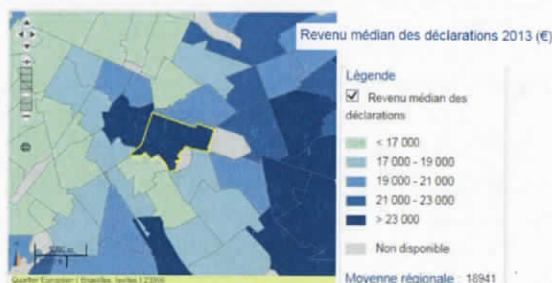 Revenu médian des déclarations 2013 (€)
Légende
Revenu médian des
déclarations
< 17 000
17 000 - 19 000
19 000 - 21 000
21 000 - 23 000
> 23 000
Non disponible
Moyenne régionale : 18941